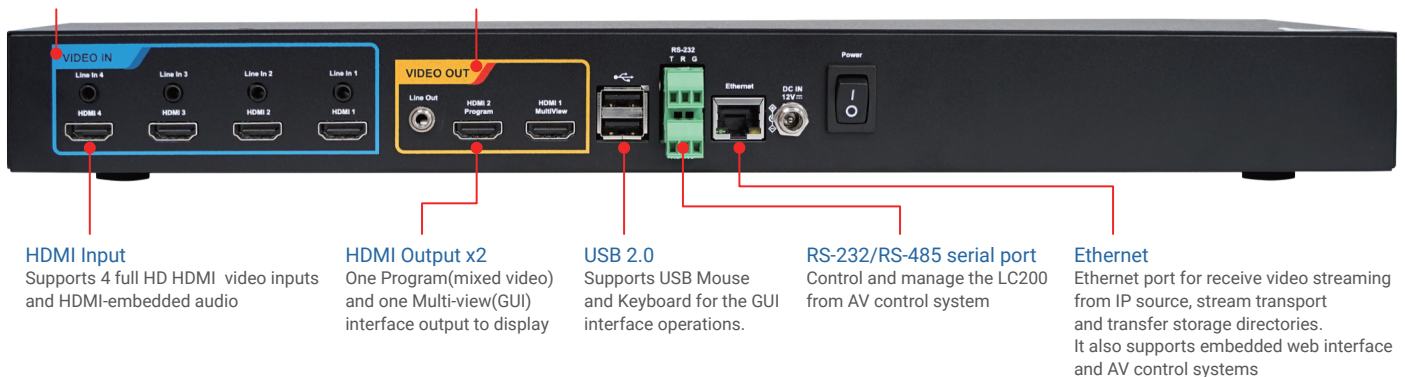 VIDEO IN
Line In 4
Line In 3
Line In 2
Line In 1
HDMI 4
HDMI 3
HDMI 2
HDMI 1
VIDEO OUT
Line Out
HDMI 2
Program
HDMI 1
MultiView
RS-232
T R G
Ethernet
DC IN
12V
Power
HDMI Input
Supports 4 full HD HDMI video inputs
and HDMI-embedded audio
HDMI Output x2
One Program(mixed video)
and one Multi-view(GUI)
interface output to display
USB 2.0
Supports USB Mouse
and Keyboard for the GUI
interface operations.
RS-232/RS-485 serial port
Control and manage the LC200
from AV control system
Ethernet
Ethernet port for receive video streaming
from IP source, stream transport
and transfer storage directories.
It also supports embedded web interface
and AV control systems